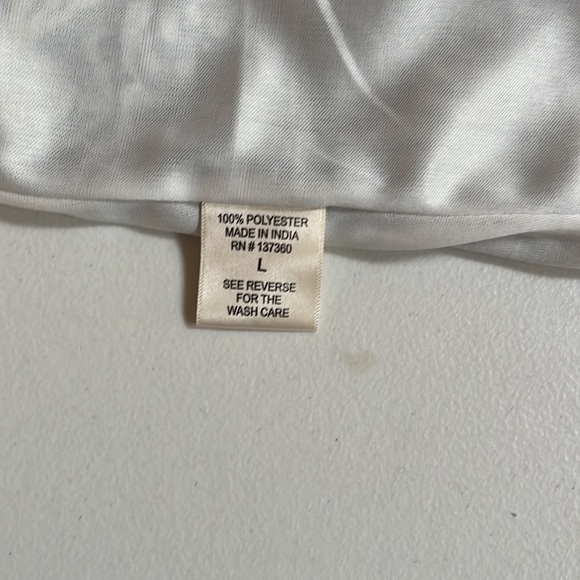 100% POLYESTER
MADE IN INDIA
RN # 137360
L
SEE REVERSE
FOR THE
WASH CARE